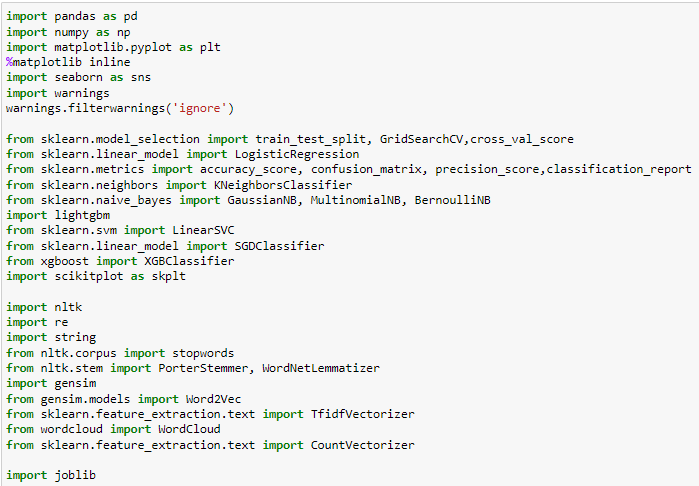 import pandas as pd
import numpy as np
import matplotlib.pyplot as plt
%matplotlib inline
import seaborn as sns
import warnings
warnings.filterwarnings('ignore')

from sklearn.model_selection import train_test_split, GridSearchCV,cross_val_score
from sklearn.linear_model import LogisticRegression
from sklearn.metrics import accuracy_score, confusion_matrix, precision_score,classification_report
from sklearn.neighbors import KNeighborsClassifier
from sklearn.naive_bayes import GaussianNB, MultinomialNB, BernoulliNB
import lightgbm
from sklearn.svm import LinearSVC
from sklearn.linear_model import SGDClassifier
from xgboost import XGBClassifier
import scikitplot as skplt

import nltk
import re
import string
from nltk.corpus import stopwords
from nltk.stem import PorterStemmer, WordNetLemmatizer
import gensim
from gensim.models import Word2Vec
from sklearn.feature_extraction.text import TfidfVectorizer
from wordcloud import WordCloud
from sklearn.feature_extraction.text import CountVectorizer

import joblib